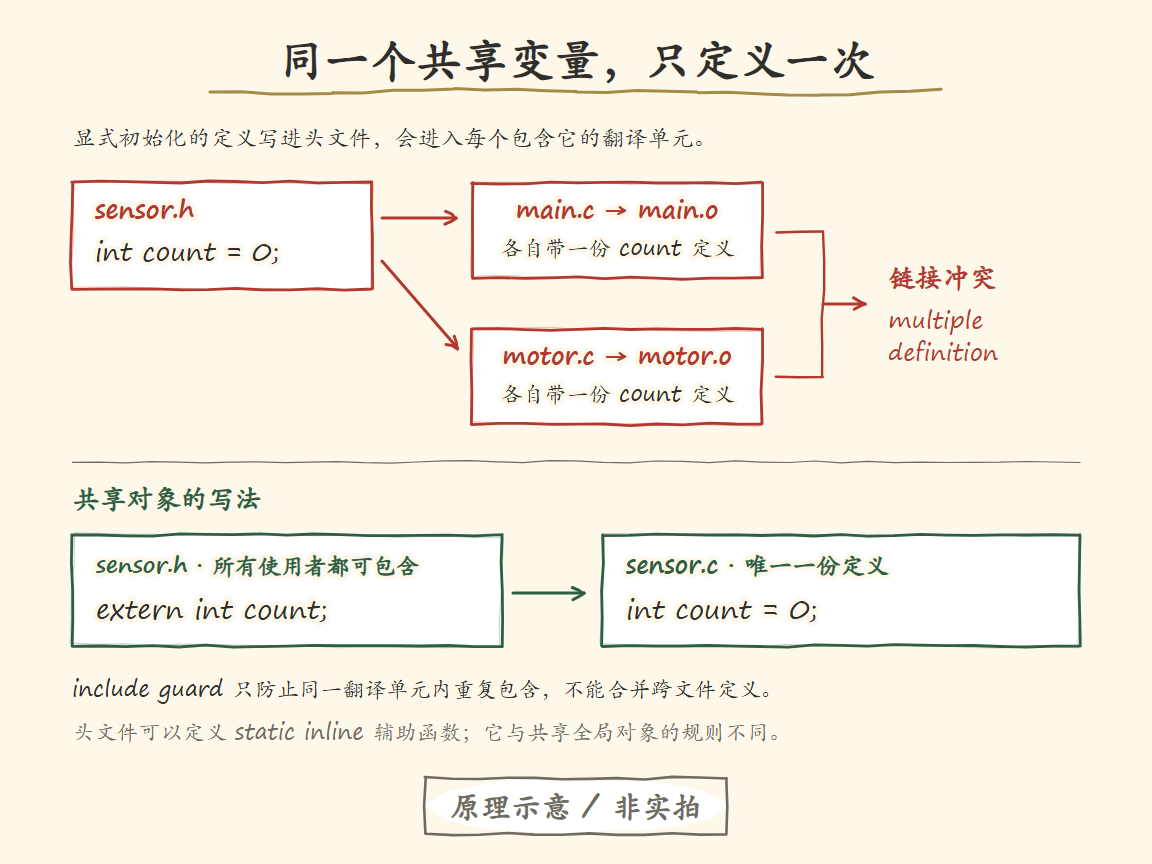 同一个共享变量，只定义一次
显式初始化的定义写进头文件，会进入每个包含它的翻译单元。
sensor.h
int count = 0;
main.c → main.o
各自带一份 count 定义
motor.c → motor.o
各自带一份 count 定义
链接冲突
multiple
definition
共享对象的写法
sensor.h · 所有使用者都可包含
extern int count;
sensor.c · 唯一一份定义
int count = 0;
include guard 只防止同一翻译单元内重复包含，不能合并跨文件定义。
头文件可以定义 static inline 辅助函数；它与共享全局对象的规则不同。
原理示意 / 非实拍